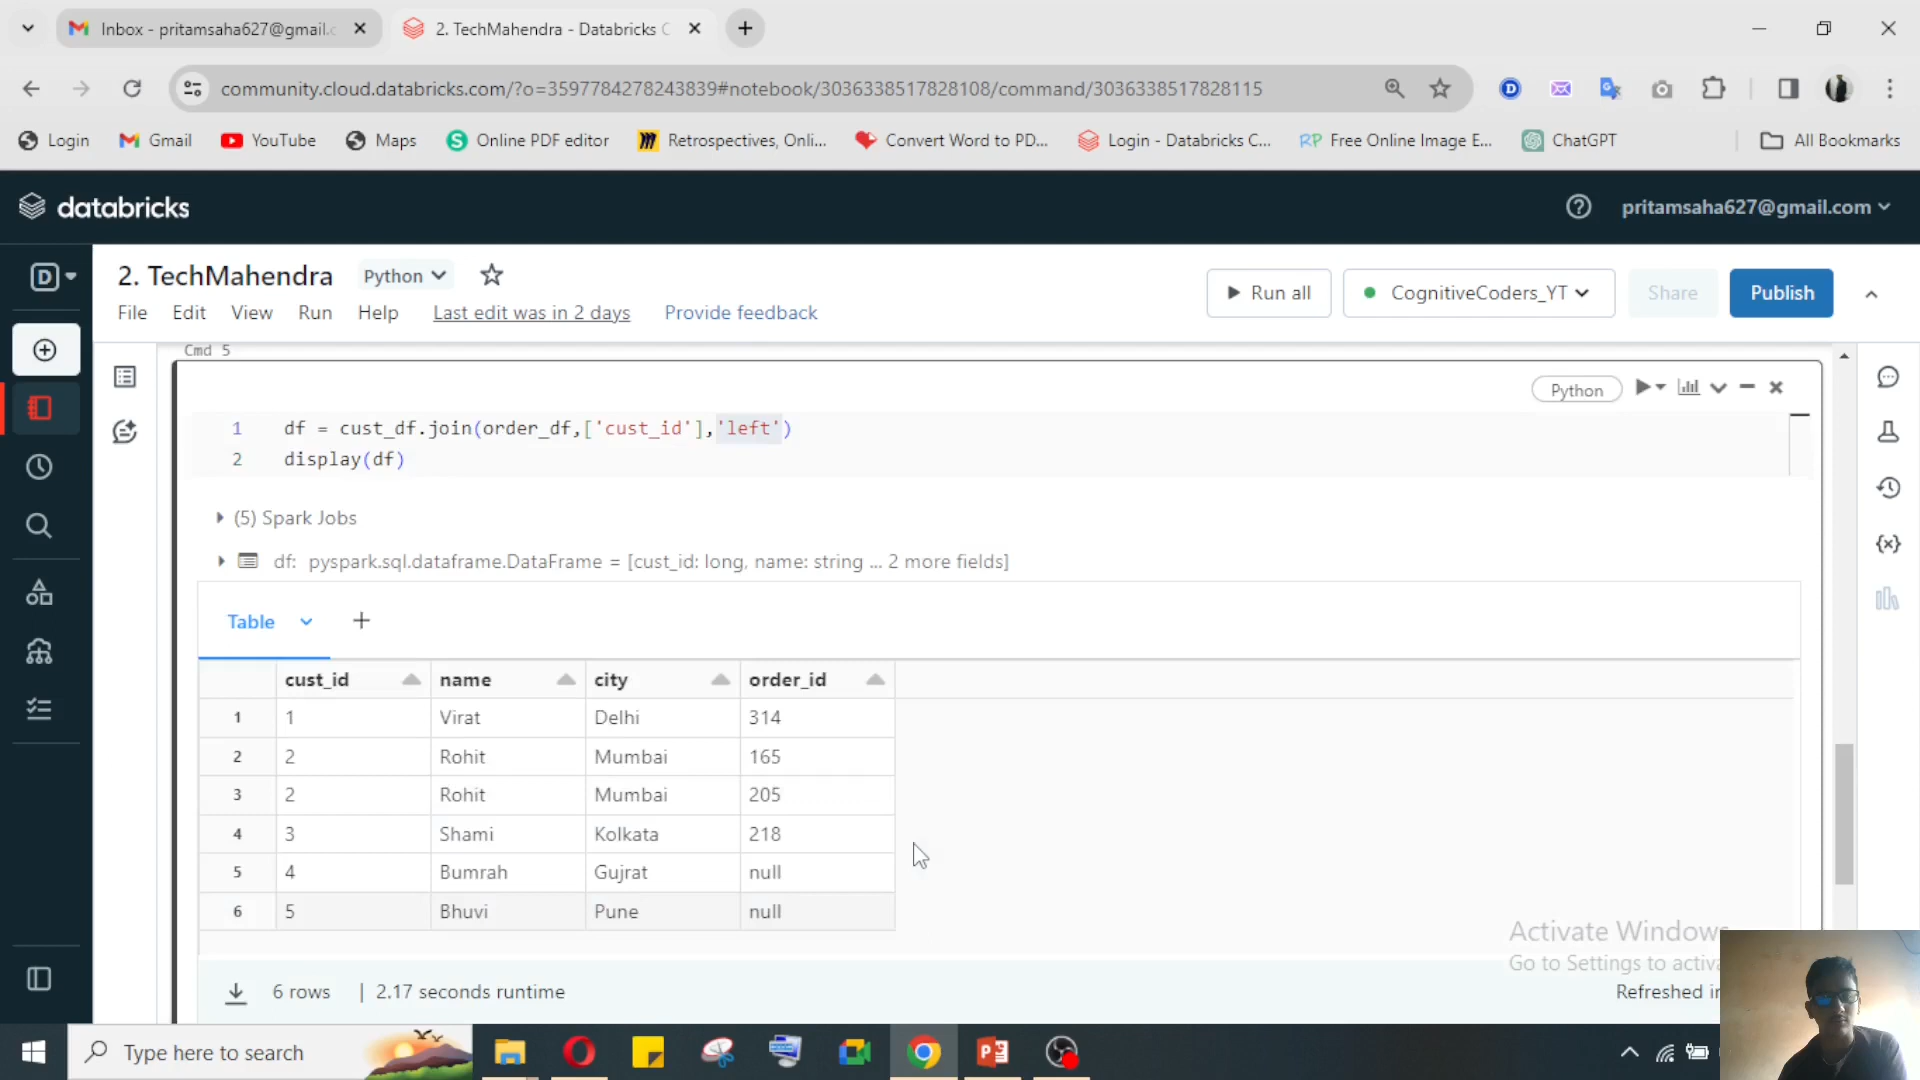 Inbox - pritamsaha627@gmail.c
2. TechMahendra - Databricks C
community.cloud.databricks.com/?o=3597784278243839#notebook/3036338517828108/command/3036338517828115
Login
Gmail
YouTube
Maps
Online PDF editor
Retrospectives, Onli...
Convert Word to PD...
Login - Databricks C...
RP Free Online Image E...
ChatGPT
All Bookmarks
databricks
pritamsaha627@gmail.com
D
2. TechMahendra
Python
File Edit View Run Help Last edit was in 2 days Provide feedback
Run all
CognitiveCoders_YT
Share
Publish
Cmd 5
Python
1 df = cust_df.join(order_df,['cust_id'],'left')
2 display(df)
(5) Spark Jobs
df: pyspark.sql.dataframe.DataFrame = [cust_id: long, name: string ... 2 more fields]
Table +
cust_id name city order_id
1 1 Virat Delhi 314
2 2 Rohit Mumbai 165
3 2 Rohit Mumbai 205
4 3 Shami Kolkata 218
5 4 Bumrah Gujrat null
6 5 Bhuvi Pune null
Activate Windows
Go to Settings to activa
6 rows | 2.17 seconds runtime
Refreshed in
Type here to search